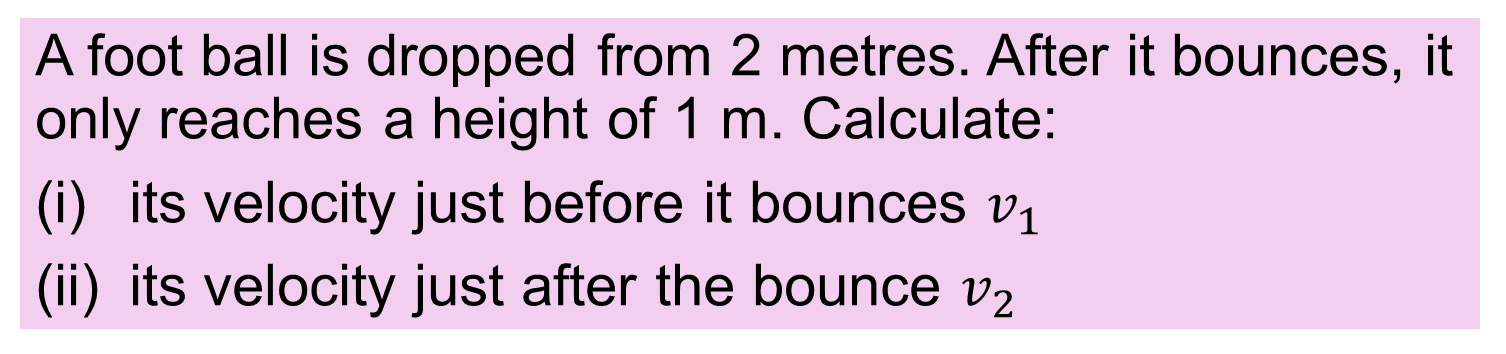 A foot ball is dropped from 2 metres. After it bounces, it
only reaches a height of 1 m. Calculate:
(i) its velocity just before it bounces 𝑣₁
(ii) its velocity just after the bounce 𝑣₂